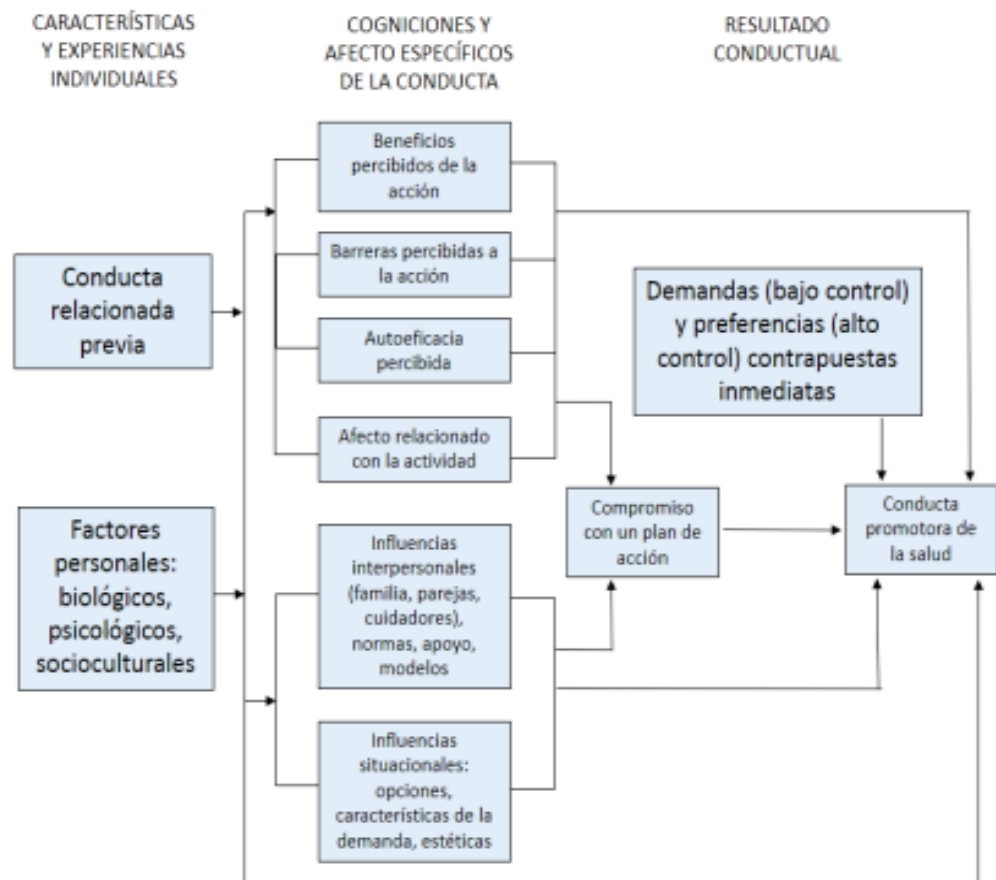 CARACTERÍSTICAS
Y EXPERIENCIAS
INDIVIDUALES
COGNICIONES Y
AFECTO ESPECÍFICOS
DE LA CONDUCTA
RESULTADO
CONDUCTUAL
Conducta
relacionada
previa
Factores
personales:
biológicos,
psicológicos,
socioculturales
Beneficios
percibidos de la
acción
Barreras percibidas a
la acción
Autoeficacia
percibida
Afecto relacionado
con la actividad
Influencias
interpersonales
(familia, parejas,
cuidadores),
normas, apoyo,
modelos
Influencias
situacionales:
opciones,
características de la
demanda, estéticas
Demandas (bajo control)
y preferencias (alto
control) contrapuestas
inmediatas
Compromiso
con un plan de
acción
Conducta
promotora de
la salud